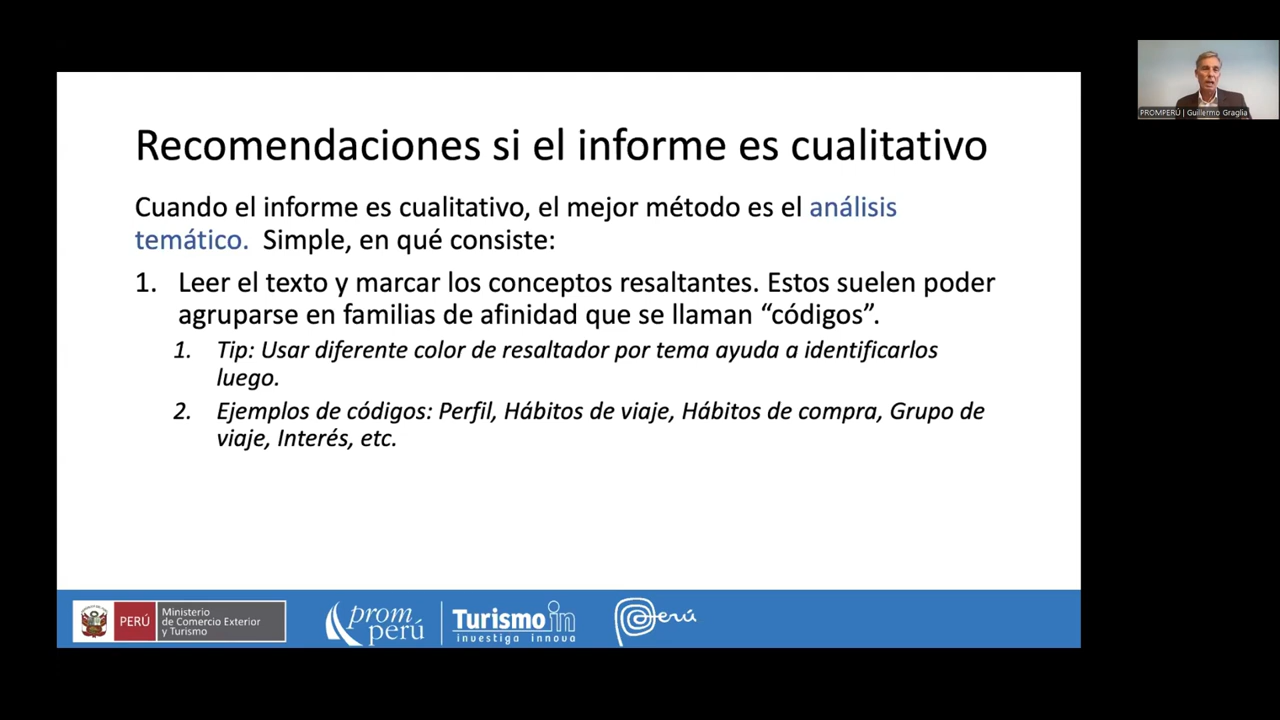 PROMPERÚ | Guillermo Graglia
Recomendaciones si el informe es cualitativo
Cuando el informe es cualitativo, el mejor método es el análisis
temático. Simple, en qué consiste:
1. Leer el texto y marcar los conceptos resaltantes. Estos suelen poder
agruparse en familias de afinidad que se llaman “códigos”.
1. Tip: Usar diferente color de resaltador por tema ayuda a identificarlos
luego.
2. Ejemplos de códigos: Perfil, Hábitos de viaje, Hábitos de compra, Grupo de
viaje, Interés, etc.
PERÚ
Ministerio
de Comercio Exterior
y Turismo
prom
perú
Turismo in
investiga innova
Perú